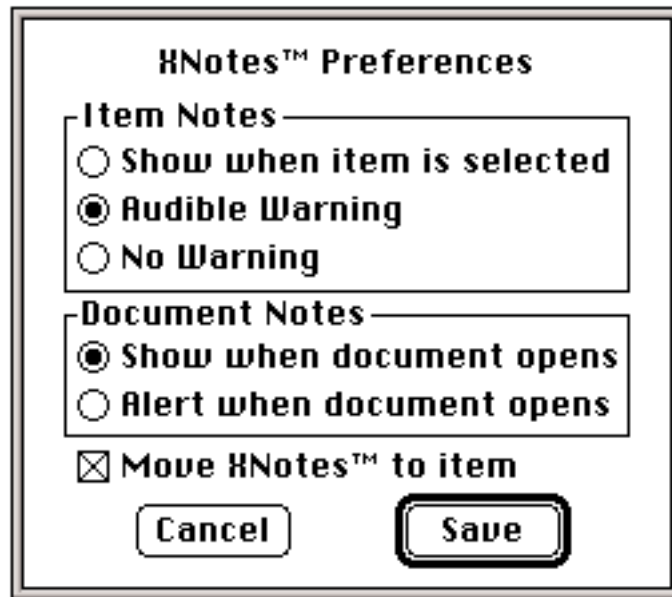 XNotes™ Preferences
Item Notes
Show when item is selected
Audible Warning
No Warning
Document Notes
Show when document opens
Alert when document opens
Move XNotes™ to item
Cancel
Save